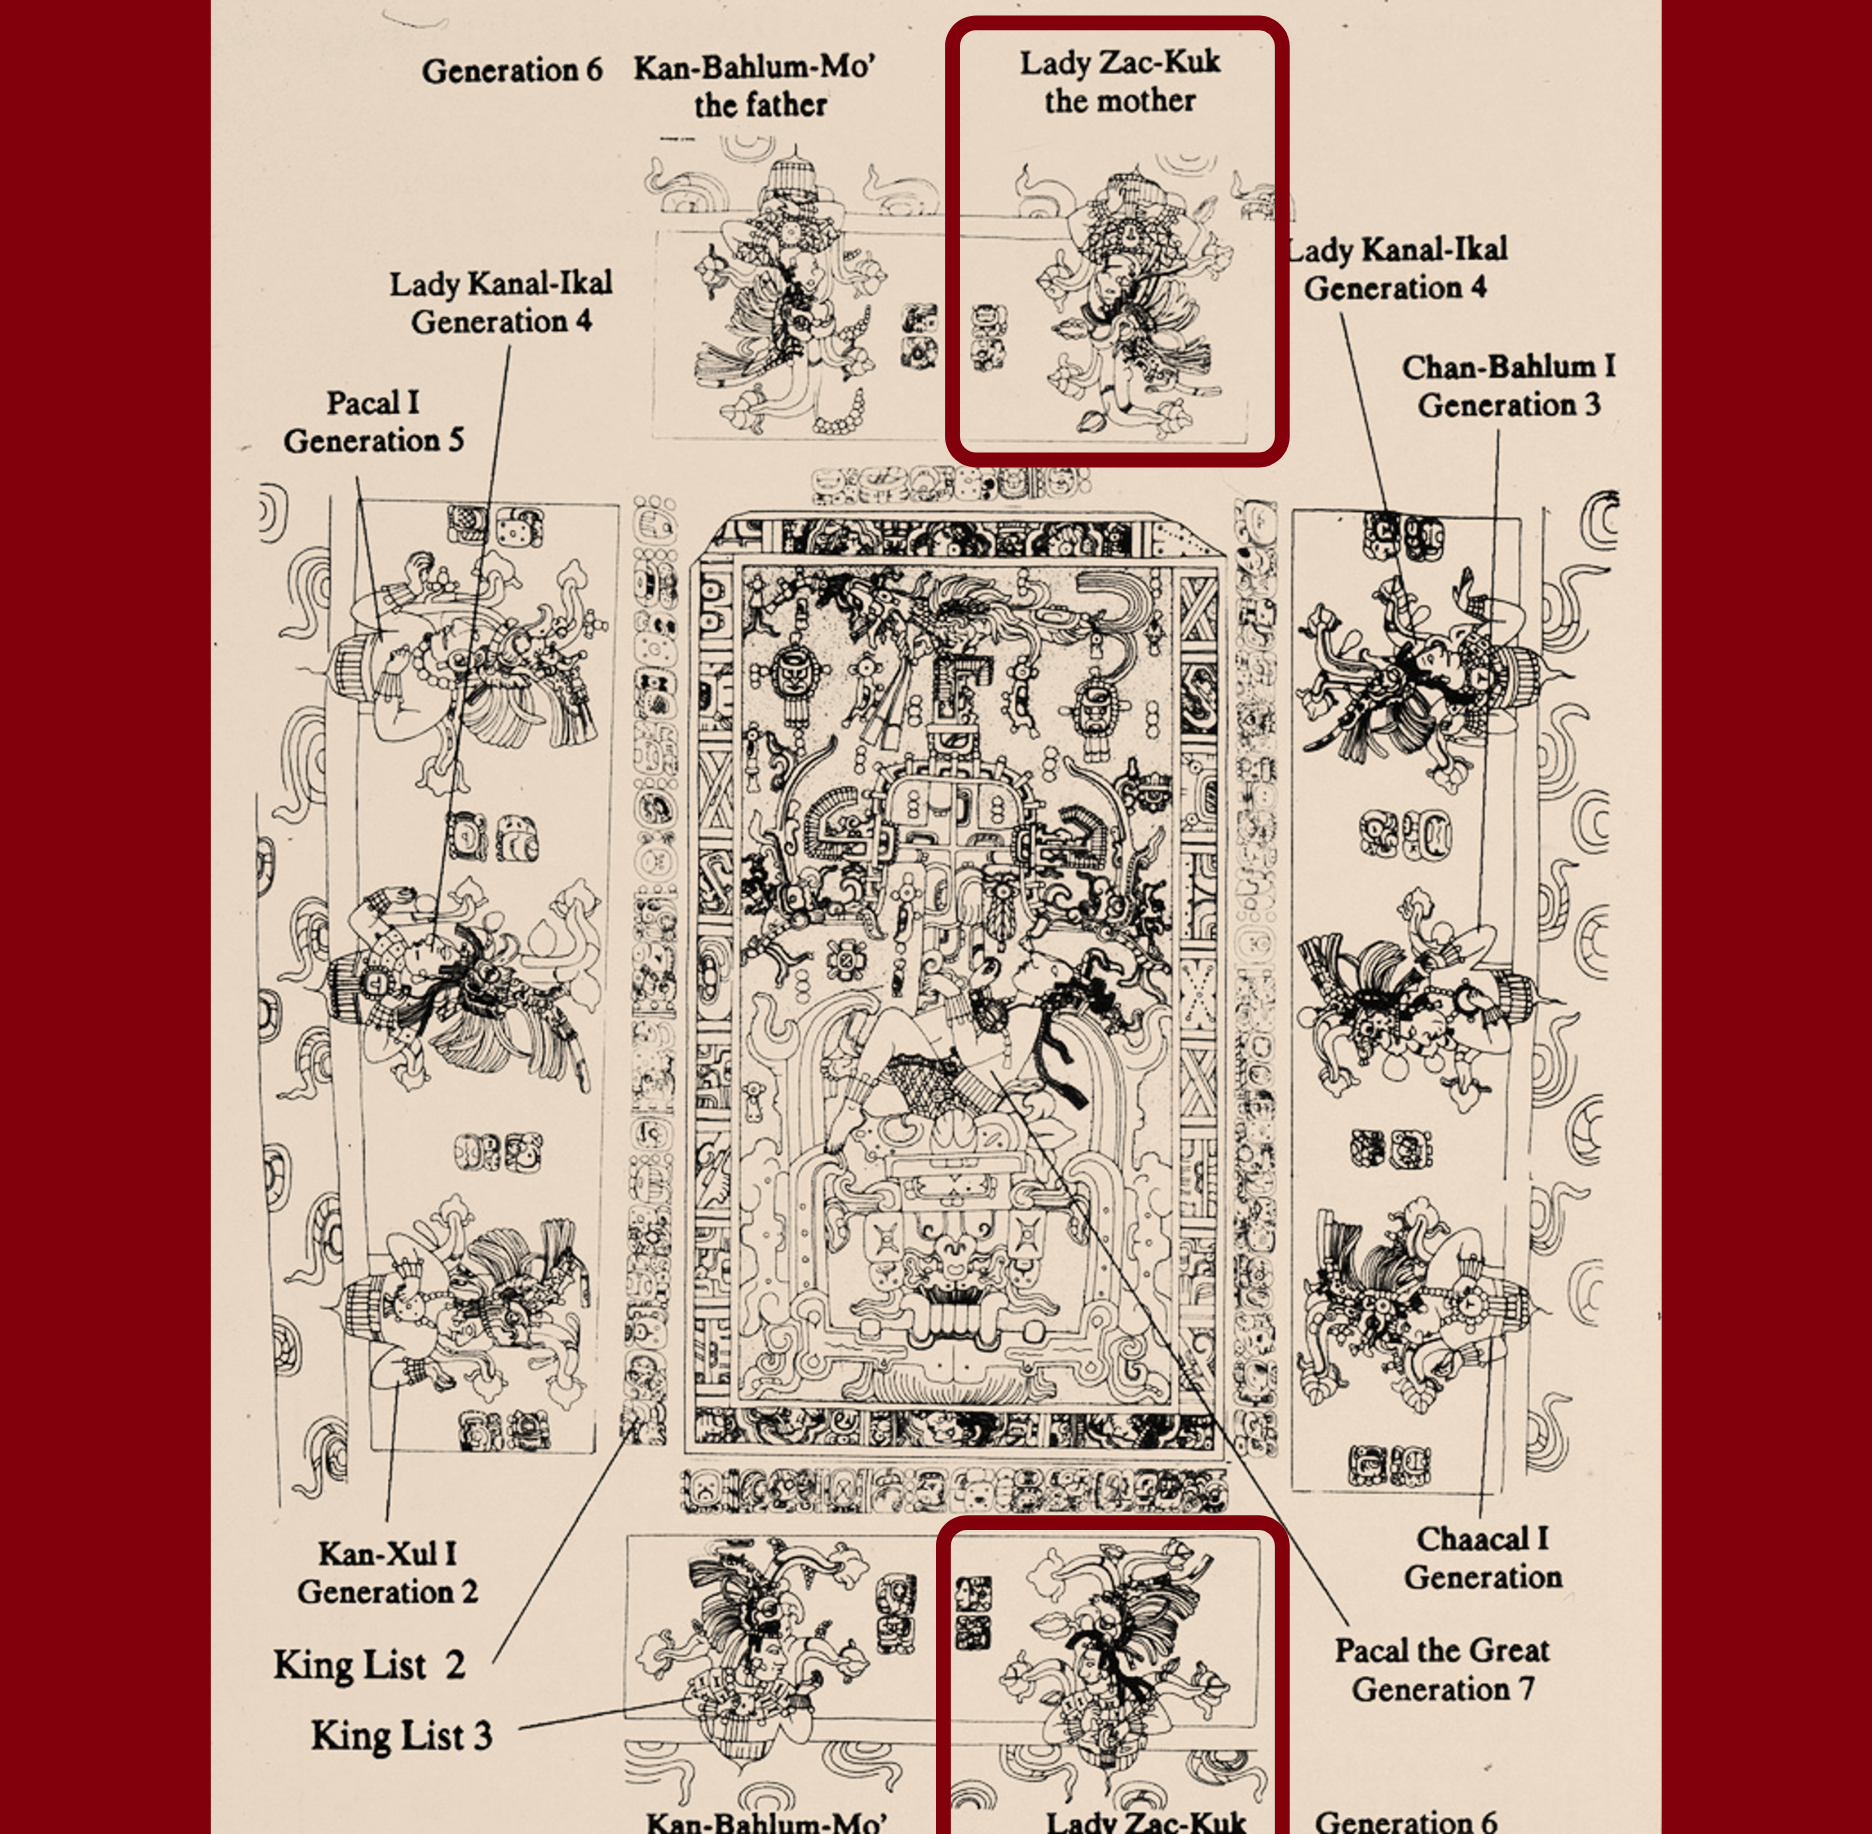 Generation 6
Kan-Bahlum-Mo'
the father
Lady Zac-Kuk
the mother
Lady Kanal-Ikal
Generation 4
Pacal I
Generation 5
Lady Kanal-Ikal
Generation 4
Chan-Bahlum I
Generation 3
Kan-Xul I
Generation 2
King List 2
King List 3
Chaacal I
Generation
Pacal the Great
Generation 7
Kan-Bahlum-Mo'
Lady Zac-Kuk
Generation 6